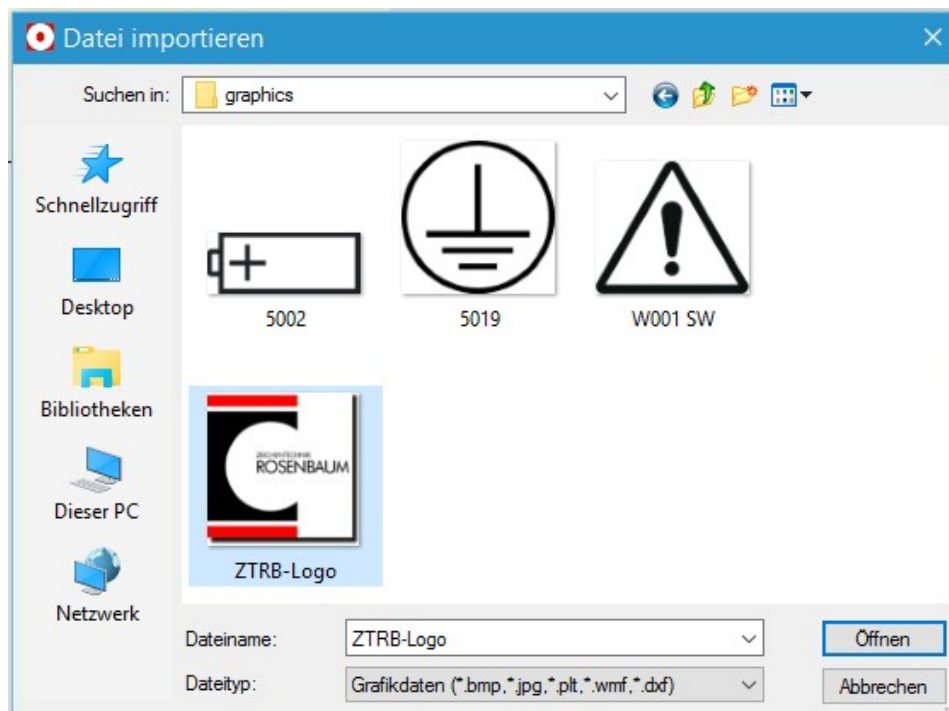 Datei importieren
Suchen in:
graphics
Schnellzugriff
Desktop
Bibliotheken
Dieser PC
Netzwerk
5002
5019
W001 SW
ZEICHENTECHNIK
ROSENBAUM
ZTRB-Logo
Dateiname:
ZTRB-Logo
Öffnen
Dateityp:
Grafikdaten (*.bmp,*.jpg,*.plt,*.wmf,*.dxf)
Abbrechen